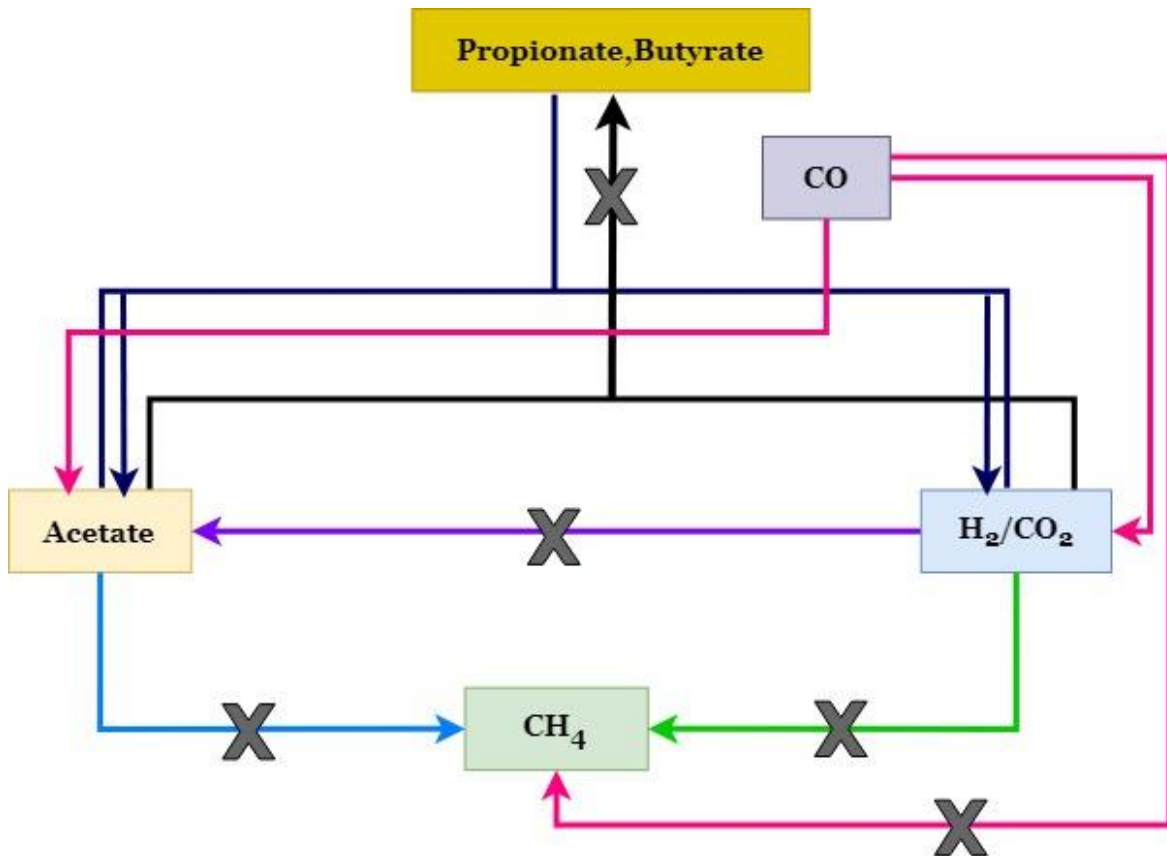 Propionate,Butyrate
CO
Acetate
H₂/CO₂
CH₄
X
X
X
X
X